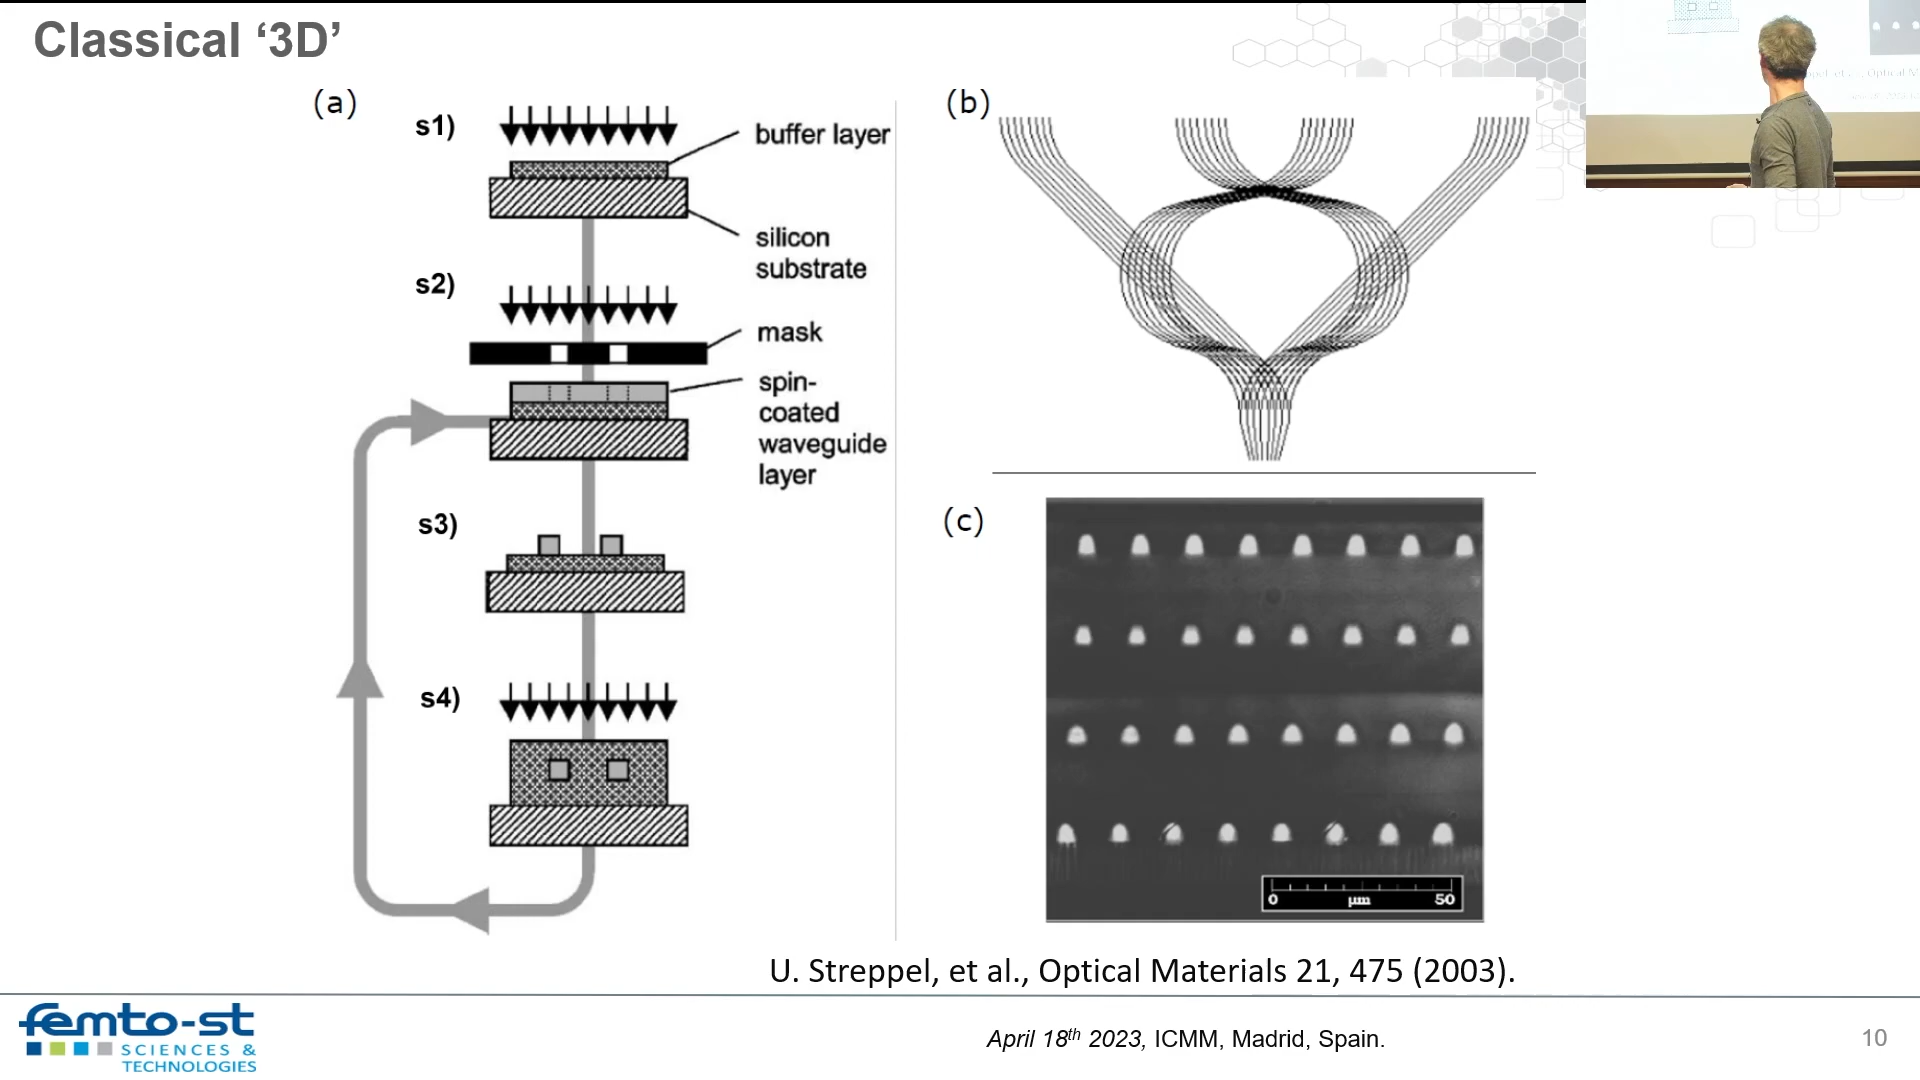 Classical ‘3D’
(a)
s1)
buffer layer
silicon
substrate
s2)
mask
spin-
coated
waveguide
layer
s3)
s4)
(b)
(c)
0 µm 50
U. Streppel, et al., Optical Materials 21, 475 (2003).
femto-st
SCIENCES &
TECHNOLOGIES
April 18th 2023, ICMM, Madrid, Spain.
10